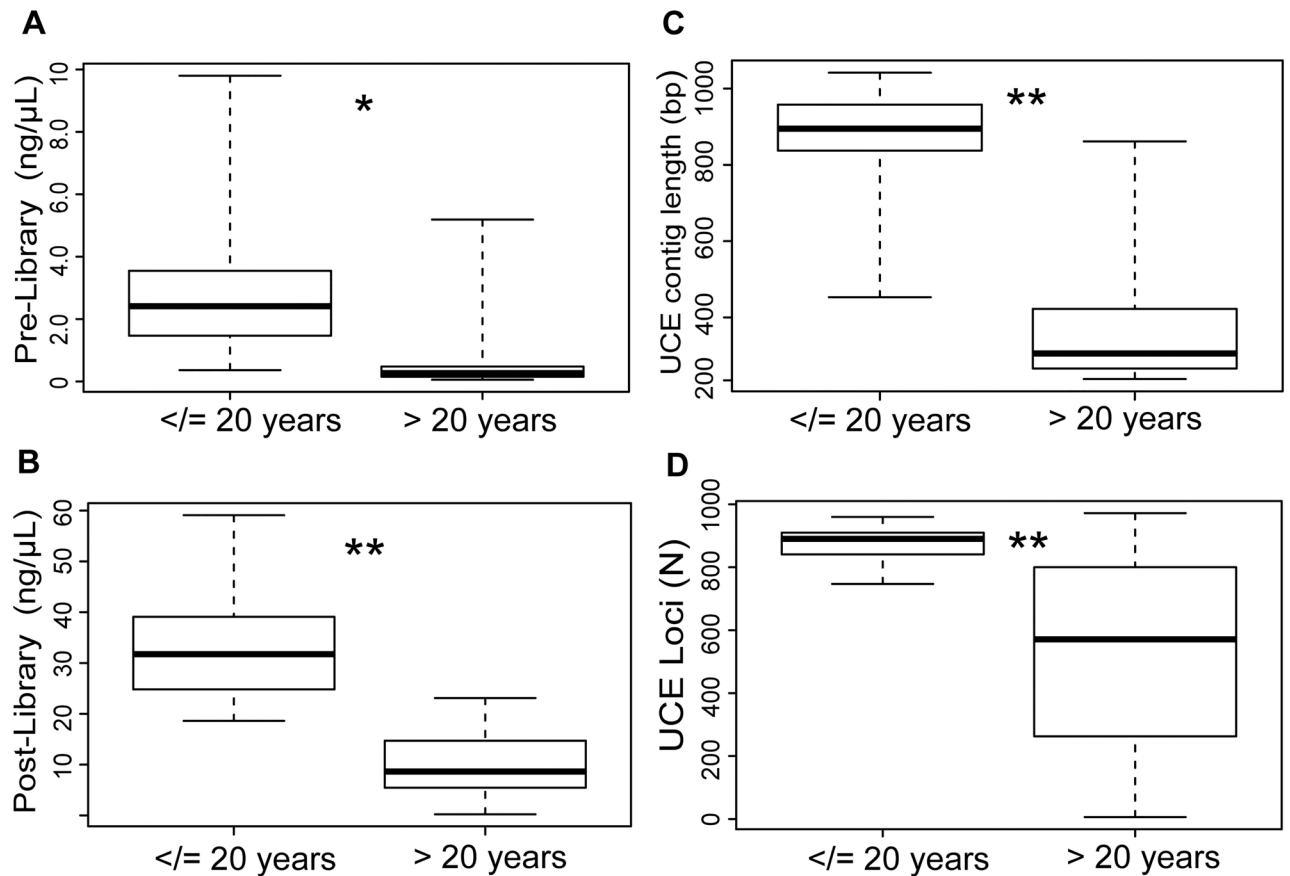 A
Pre-Library (ng/µL)
10
8.0
6.0
4.0
2.0
0
*
</= 20 years
> 20 years
B
Post-Library (ng/µL)
60
50
40
30
20
10
**
</= 20 years
> 20 years
C
UCE contig length (bp)
1000
800
600
400
200
**
</= 20 years
> 20 years
D
UCE Loci (N)
1000
800
600
400
200
0
**
</= 20 years
> 20 years